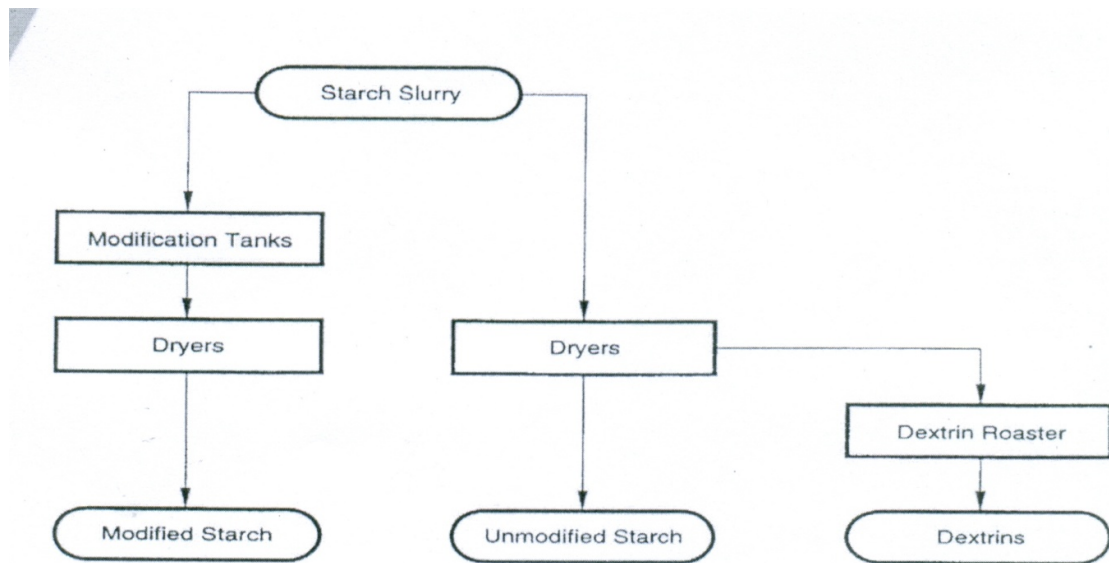 Starch Slurry
Modification Tanks
Dryers
Dryers
Dextrin Roaster
Modified Starch
Unmodified Starch
Dextrins